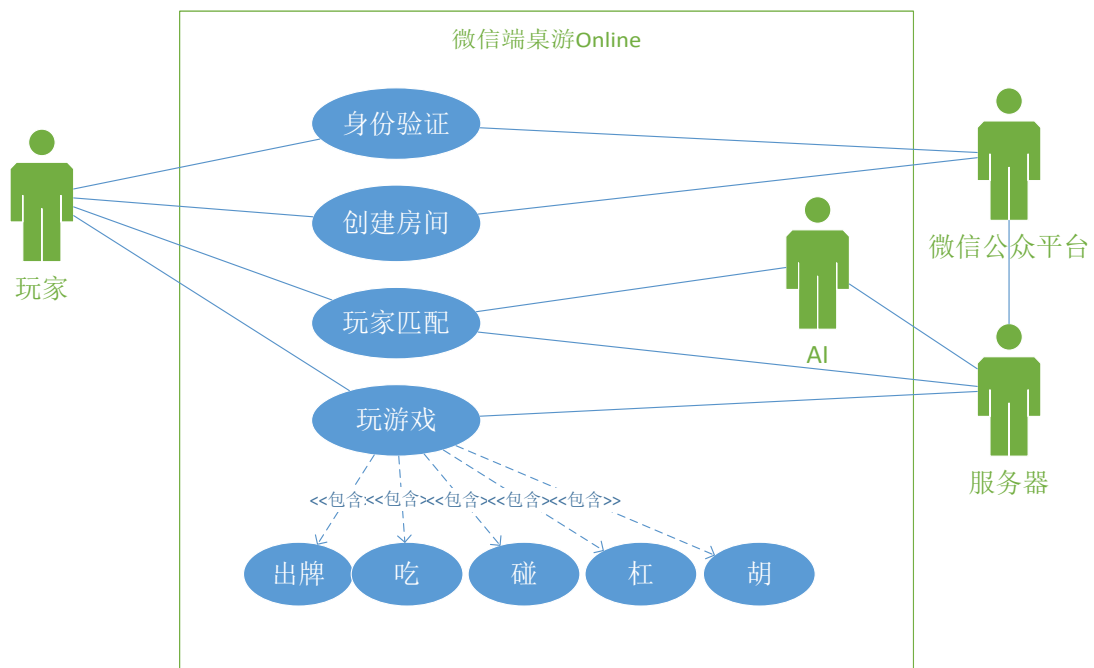 微信端桌游Online
身份验证
创建房间
微信公众平台
玩家
玩家匹配
AI
玩游戏
服务器
<<包含>> <<包含>> <<包含>> <<包含>> <<包含>>
出牌 吃 碰 杠 胡